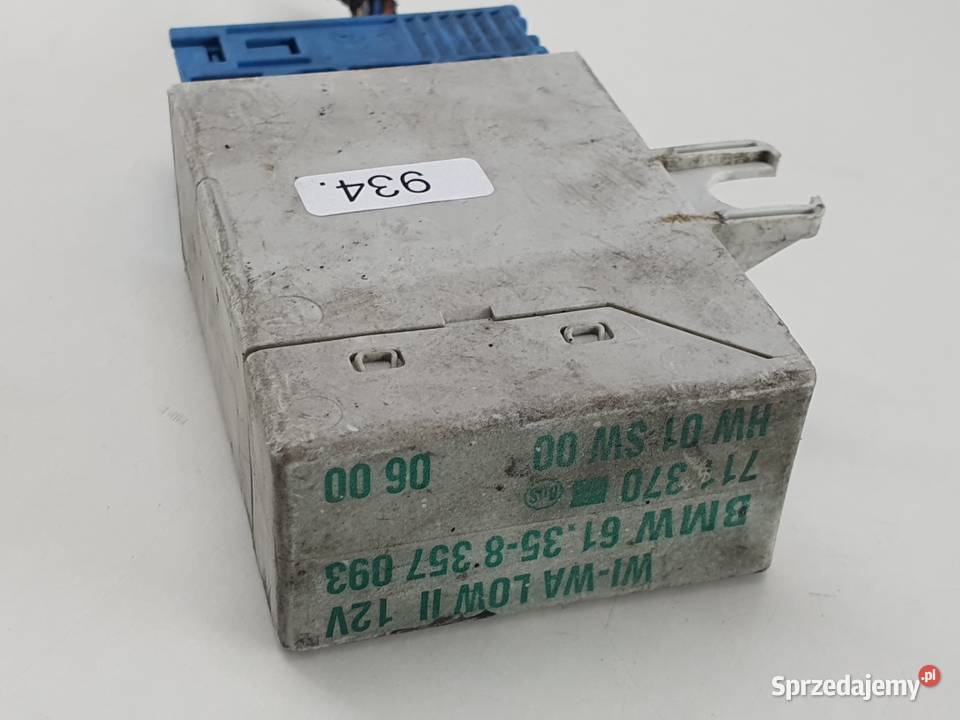 934.
WI-WA LOW II 12V
BMW 61.35-8 357 093
711 370
HW 01 SW 00 06 00
Sprzedajemy.pl